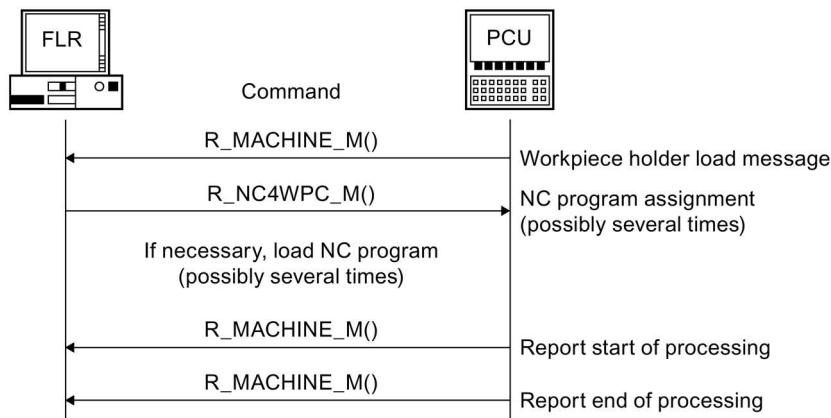 FLR
PCU
Command
R_MACHINE_M()
Workpiece holder load message
R_NC4WPC_M()
NC program assignment
(possibly several times)
If necessary, load NC program
(possibly several times)
R_MACHINE_M()
Report start of processing
R_MACHINE_M()
Report end of processing